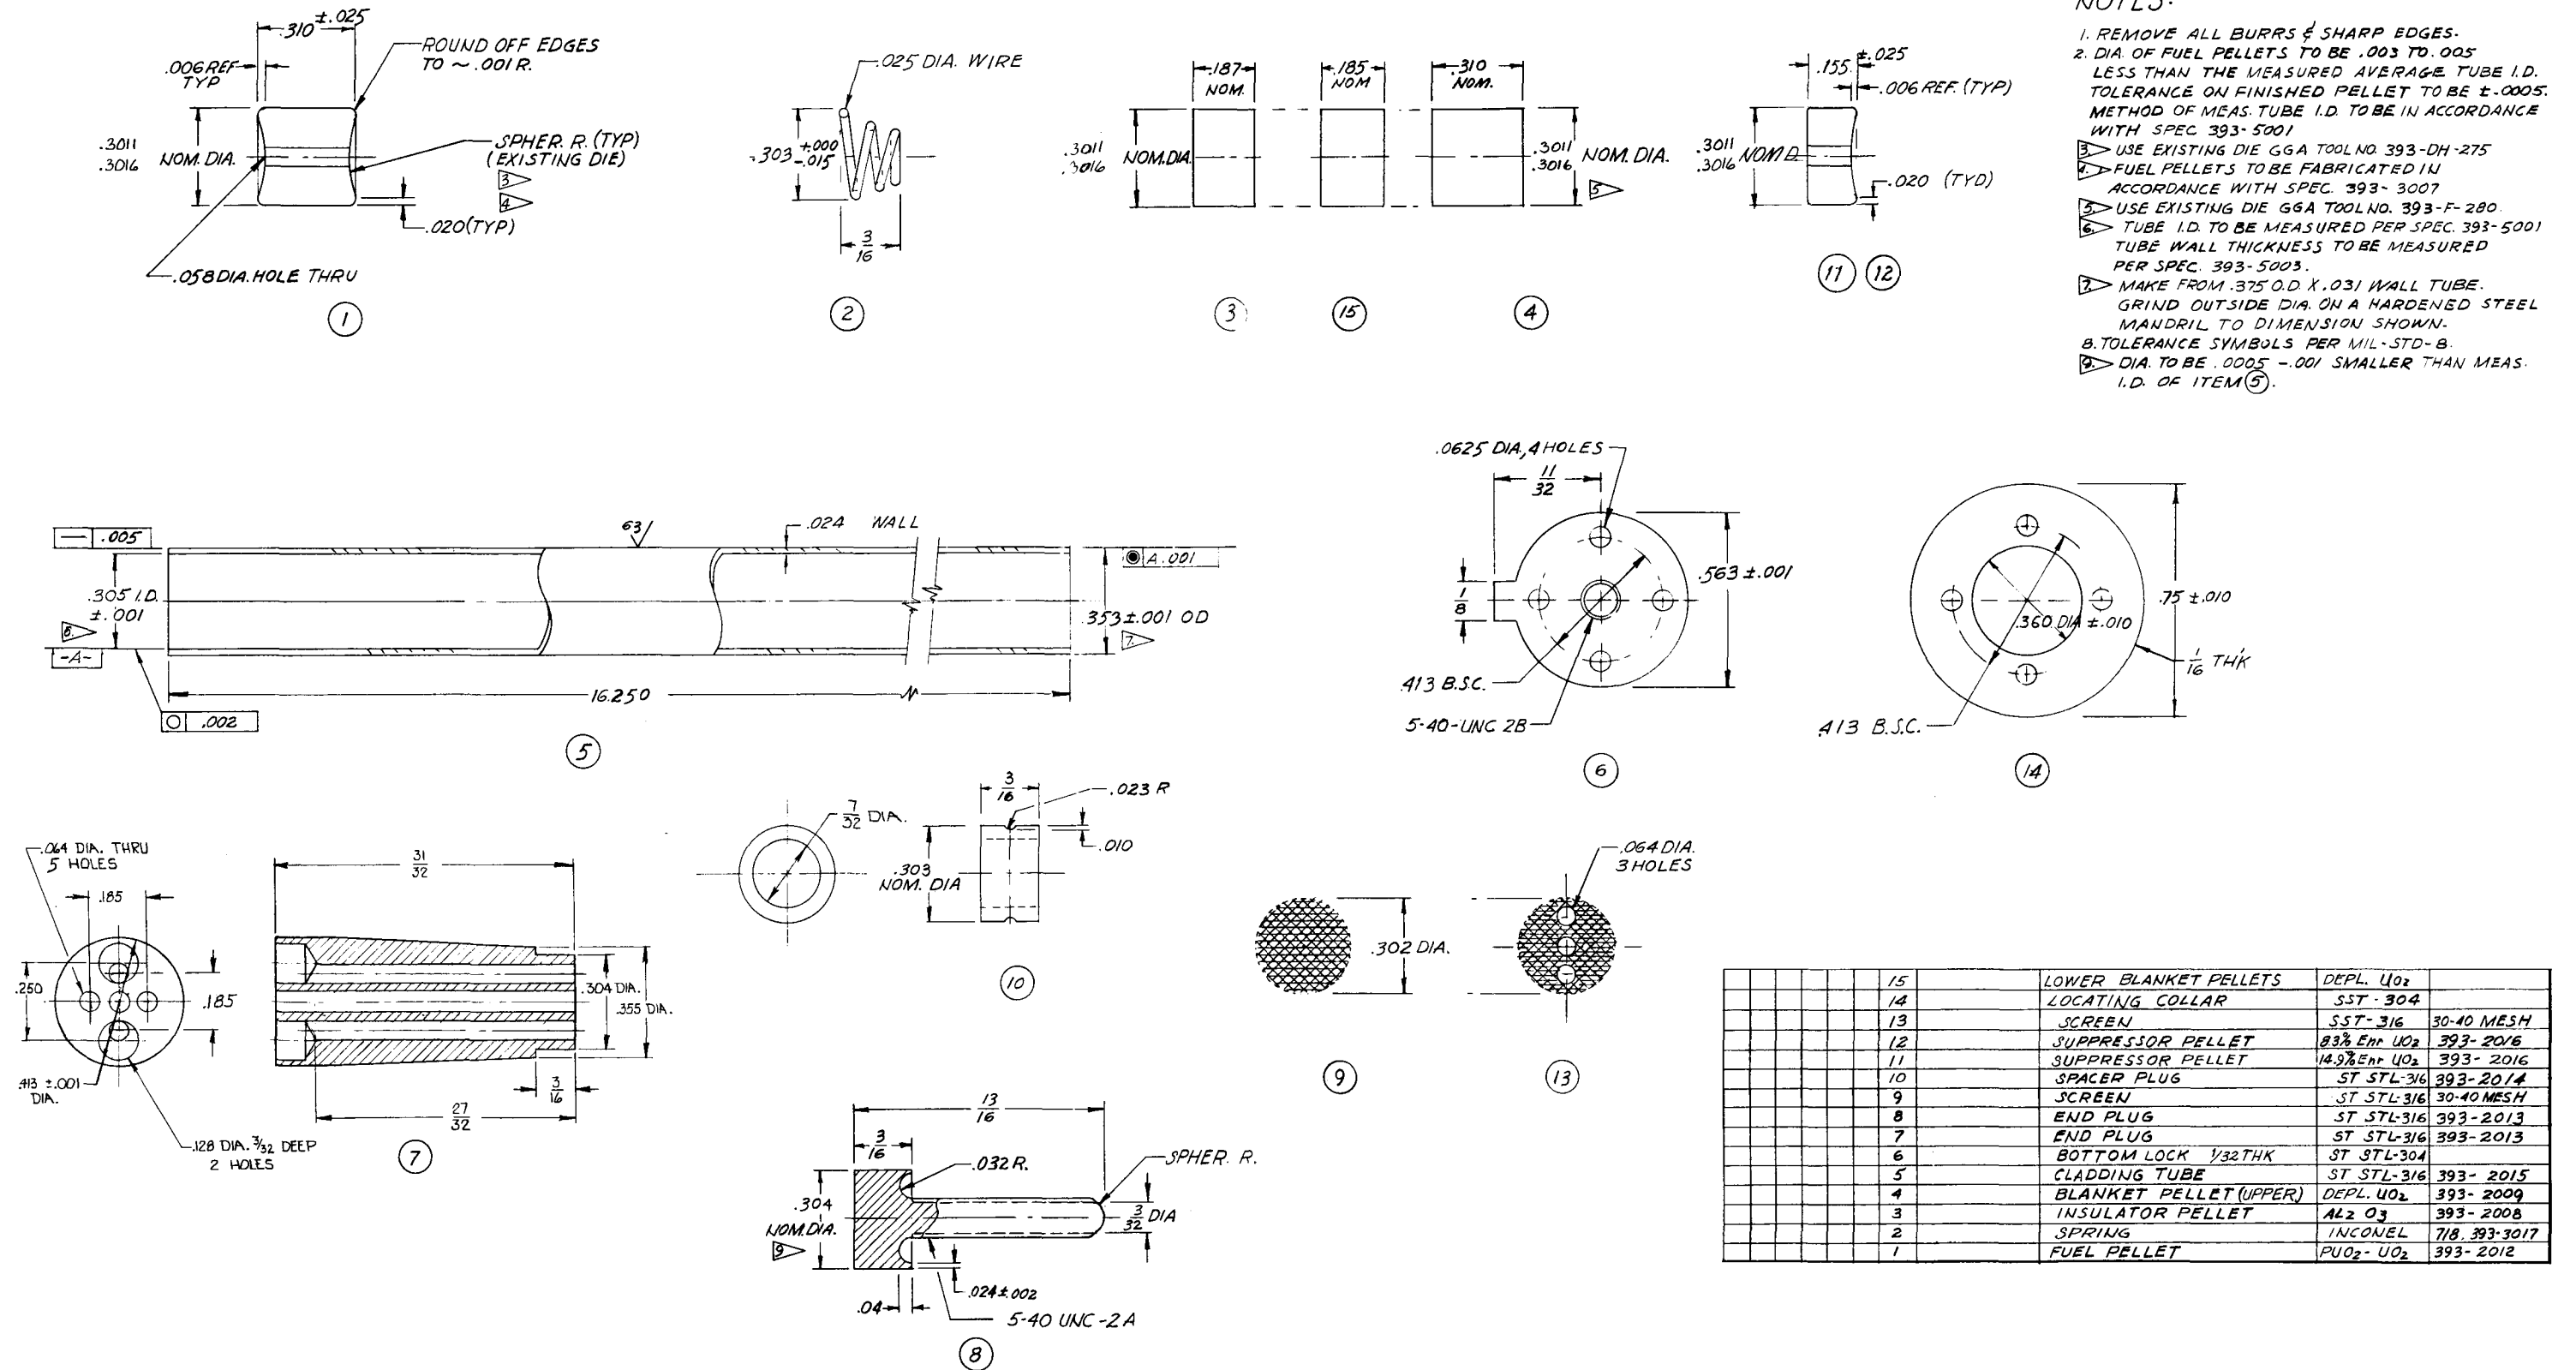 NOTES:
1. REMOVE ALL BURRS & SHARP EDGES.
2. DIA. OF FUEL PELLETS TO BE .003 TO .005
LESS THAN THE MEASURED AVERAGE TUBE I.D.
TOLERANCE ON FINISHED PELLET TO BE ±.0005.
METHOD OF MEAS. TUBE I.D. TO BE IN ACCORDANCE
WITH SPEC 393-5001
3. USE EXISTING DIE GGA TOOL NO. 393-DH-275
4. FUEL PELLETS TO BE FABRICATED IN
ACCORDANCE WITH SPEC. 393-3007
5. USE EXISTING DIE GGA TOOL NO. 393-F-280.
6. TUBE I.D. TO BE MEASURED PER SPEC. 393-5001
TUBE WALL THICKNESS TO BE MEASURED
PER SPEC. 393-5003.
7. MAKE FROM .375 O.D. X .031 WALL TUBE.
GRIND OUTSIDE DIA. ON A HARDENED STEEL
MANDRIL TO DIMENSION SHOWN.
8. TOLERANCE SYMBOLS PER MIL-STD-8.
9. DIA. TO BE .0005 -.001 SMALLER THAN MEAS.
I.D. OF ITEM 5.
.310 ±.025
.006 REF
TYP
ROUND OFF EDGES
TO ~ .001 R.
.3011
.3016 NOM. DIA.
SPHER. R. (TYP)
(EXISTING DIE)
3
4
.020 (TYP)
.058 DIA. HOLE THRU
1
.025 DIA. WIRE
.303 +.000
-.015
3/16
2
.187
NOM.
.185
NOM
.310
NOM.
.3011
.3016
NOM. DIA.
.3011
.3016
NOM. DIA.
5
3
15
4
.155 ±.025
.006 REF. (TYP)
.3011
.3016 NOM D
.020 (TYD)
11 12
— .005
63/
.024 WALL
A .001
.305 I.D.
±.001
6.
-A-
.353 ±.001 OD
7.
16.250
○ .002
5
.0625 DIA., 4 HOLES
11/32
1/8
.563 ±.001
.413 B.S.C.
5-40-UNC 2B
6
.75 ±.010
.360 DIA ±.010
1/16 THK
.413 B.S.C.
14
.064 DIA. THRU
5 HOLES
.185
.250
.185
.413 ±.001
DIA.
.128 DIA. 3/32 DEEP
2 HOLES
31/32
.304 DIA.
.355 DIA.
3/16
27/32
7
7/32 DIA.
3/16
.023 R
.010
.303
NOM. DIA
10
.302 DIA.
9
.064 DIA.
3 HOLES
13
13/16
3/16
.032 R.
SPHER. R.
.304
NOM. DIA.
9
3/32 DIA
.024 ±.002
.04
5-40 UNC-2A
8
15 LOWER BLANKET PELLETS DEPL. UO2
14 LOCATING COLLAR SST-304
13 SCREEN SST-316 30-40 MESH
12 SUPPRESSOR PELLET 8.3% Enr UO2 393-2016
11 SUPPRESSOR PELLET 14.9% Enr UO2 393-2016
10 SPACER PLUG ST STL-316 393-2014
9 SCREEN ST STL-316 30-40 MESH
8 END PLUG ST STL-316 393-2013
7 END PLUG ST STL-316 393-2013
6 BOTTOM LOCK 1/32 THK ST STL-304
5 CLADDING TUBE ST STL-316 393-2015
4 BLANKET PELLET (UPPER) DEPL. UO2 393-2009
3 INSULATOR PELLET AL2 O3 393-2008
2 SPRING INCONEL 718. 393-3017
1 FUEL PELLET PUO2-UO2 393-2012